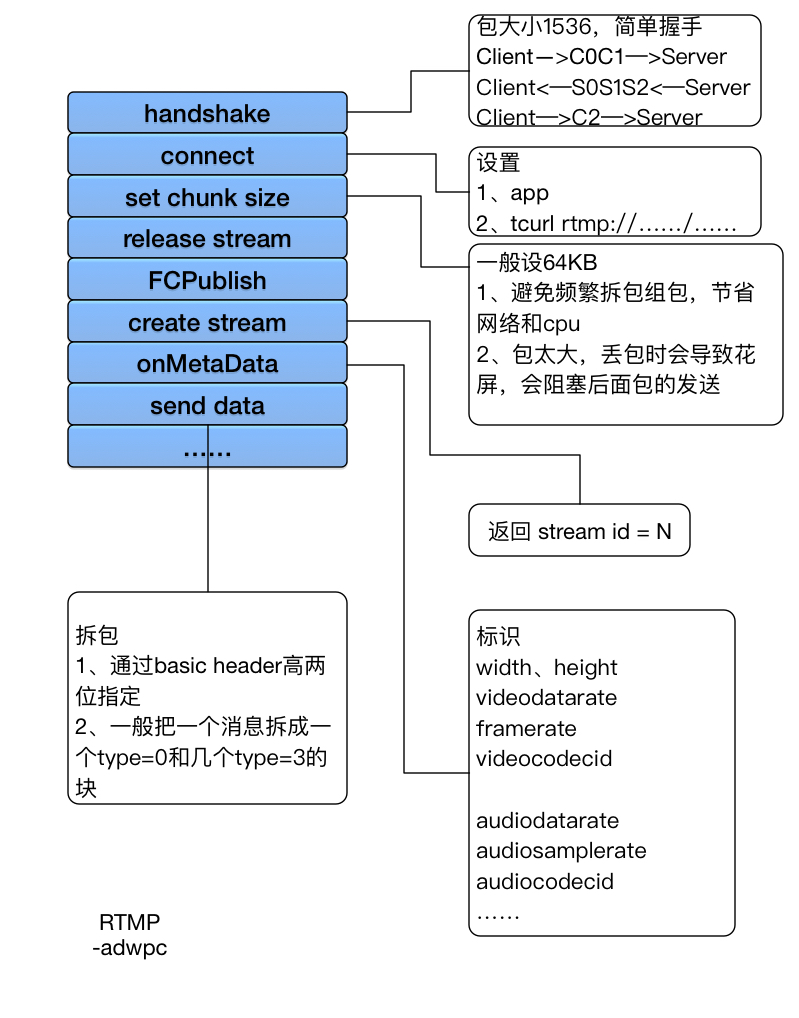 包大小1536，简单握手
Client—>C0C1—>Server
Client<—S0S1S2<—Server
Client—>C2—>Server
handshake
connect
set chunk size
release stream
FCPublish
create stream
onMetaData
send data
……
设置
1、app
2、tcurl rtmp://……/……
一般设64KB
1、避免频繁拆包组包，节省
网络和cpu
2、包太大，丢包时会导致花
屏，会阻塞后面包的发送
返回 stream id = N
拆包
1、通过basic header高两
位指定
2、一般把一个消息拆成一
个type=0和几个type=3的
块
标识
width、height
videodatarate
framerate
videocodecid
audiodatarate
audiosamplerate
audiocodecid
……
RTMP
-adwpc